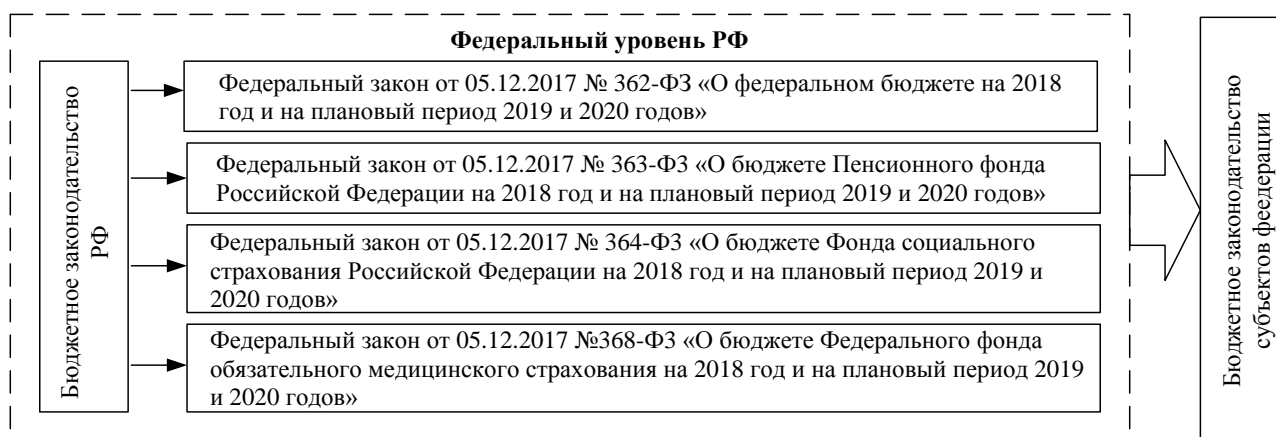 Федеральный уровень РФ
Бюджетное законодательство
РФ
Федеральный закон от 05.12.2017 № 362-ФЗ «О федеральном бюджете на 2018
год и на плановый период 2019 и 2020 годов»
Федеральный закон от 05.12.2017 № 363-ФЗ «О бюджете Пенсионного фонда
Российской Федерации на 2018 год и на плановый период 2019 и 2020 годов»
Федеральный закон от 05.12.2017 № 364-ФЗ «О бюджете Фонда социального
страхования Российской Федерации на 2018 год и на плановый период 2019 и
2020 годов»
Федеральный закон от 05.12.2017 №368-ФЗ «О бюджете Федерального фонда
обязательного медицинского страхования на 2018 год и на плановый период 2019
и 2020 годов»
Бюджетное законодательство
субъектов феедерации